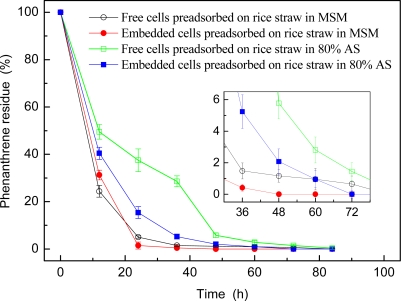 Free cells preadsorbed on rice straw in MSM
Embedded cells preadsorbed on rice straw in MSM
Free cells preadsorbed on rice straw in 80% AS
Embedded cells preadsorbed on rice straw in 80% AS
Phenanthrene residue (%)
100
80
60
40
20
0
6
4
2
0
36 48 60 72
0 20 40 60 80 100
Time (h)